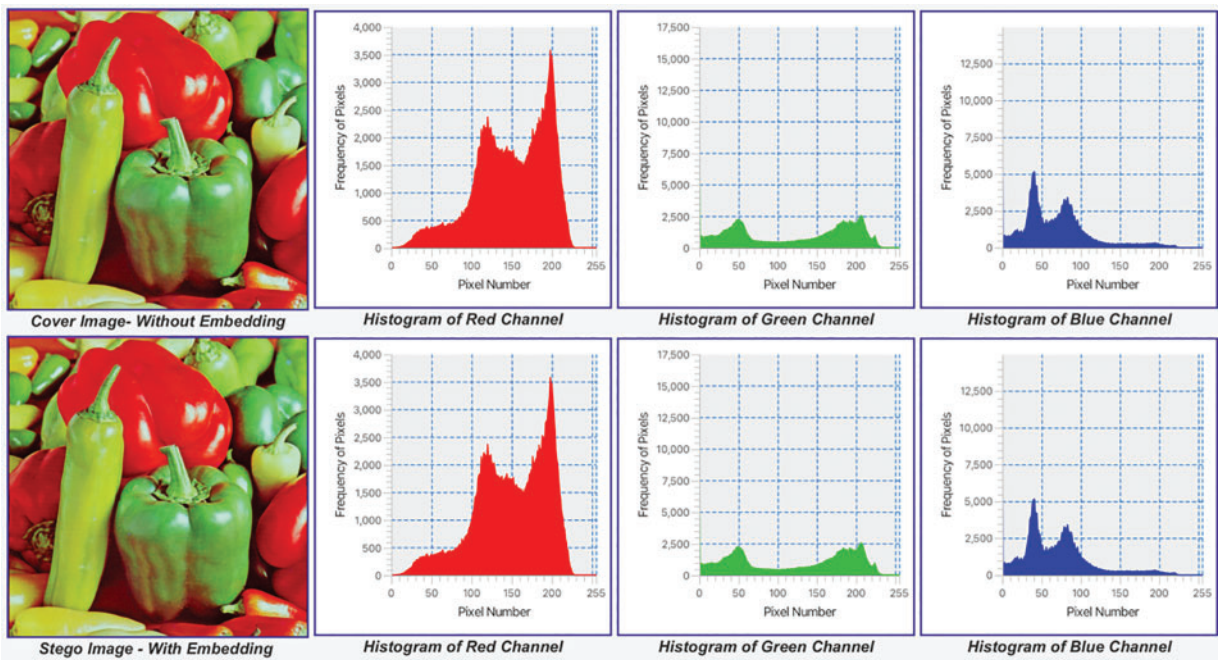 4,000
3,500
3,000
2,500
2,000
1,500
1,000
500
0
Frequency of Pixels
0 50 100 150 200 255
Pixel Number
17,500
15,000
12,500
10,000
7,500
5,000
2,500
0
Frequency of Pixels
0 50 100 150 200 255
Pixel Number
12,500
10,000
7,500
5,000
2,500
0
Frequency of Pixels
0 50 100 150 200 255
Pixel Number
Cover Image- Without Embedding
Histogram of Red Channel
Histogram of Green Channel
Histogram of Blue Channel
4,000
3,500
3,000
2,500
2,000
1,500
1,000
500
0
Frequency of Pixels
0 50 100 150 200 255
Pixel Number
17,500
15,000
12,500
10,000
7,500
5,000
2,500
0
Frequency of Pixels
0 50 100 150 200 255
Pixel Number
12,500
10,000
7,500
5,000
2,500
0
Frequency of Pixels
0 50 100 150 200 255
Pixel Number
Stego Image - With Embedding
Histogram of Red Channel
Histogram of Green Channel
Histogram of Blue Channel